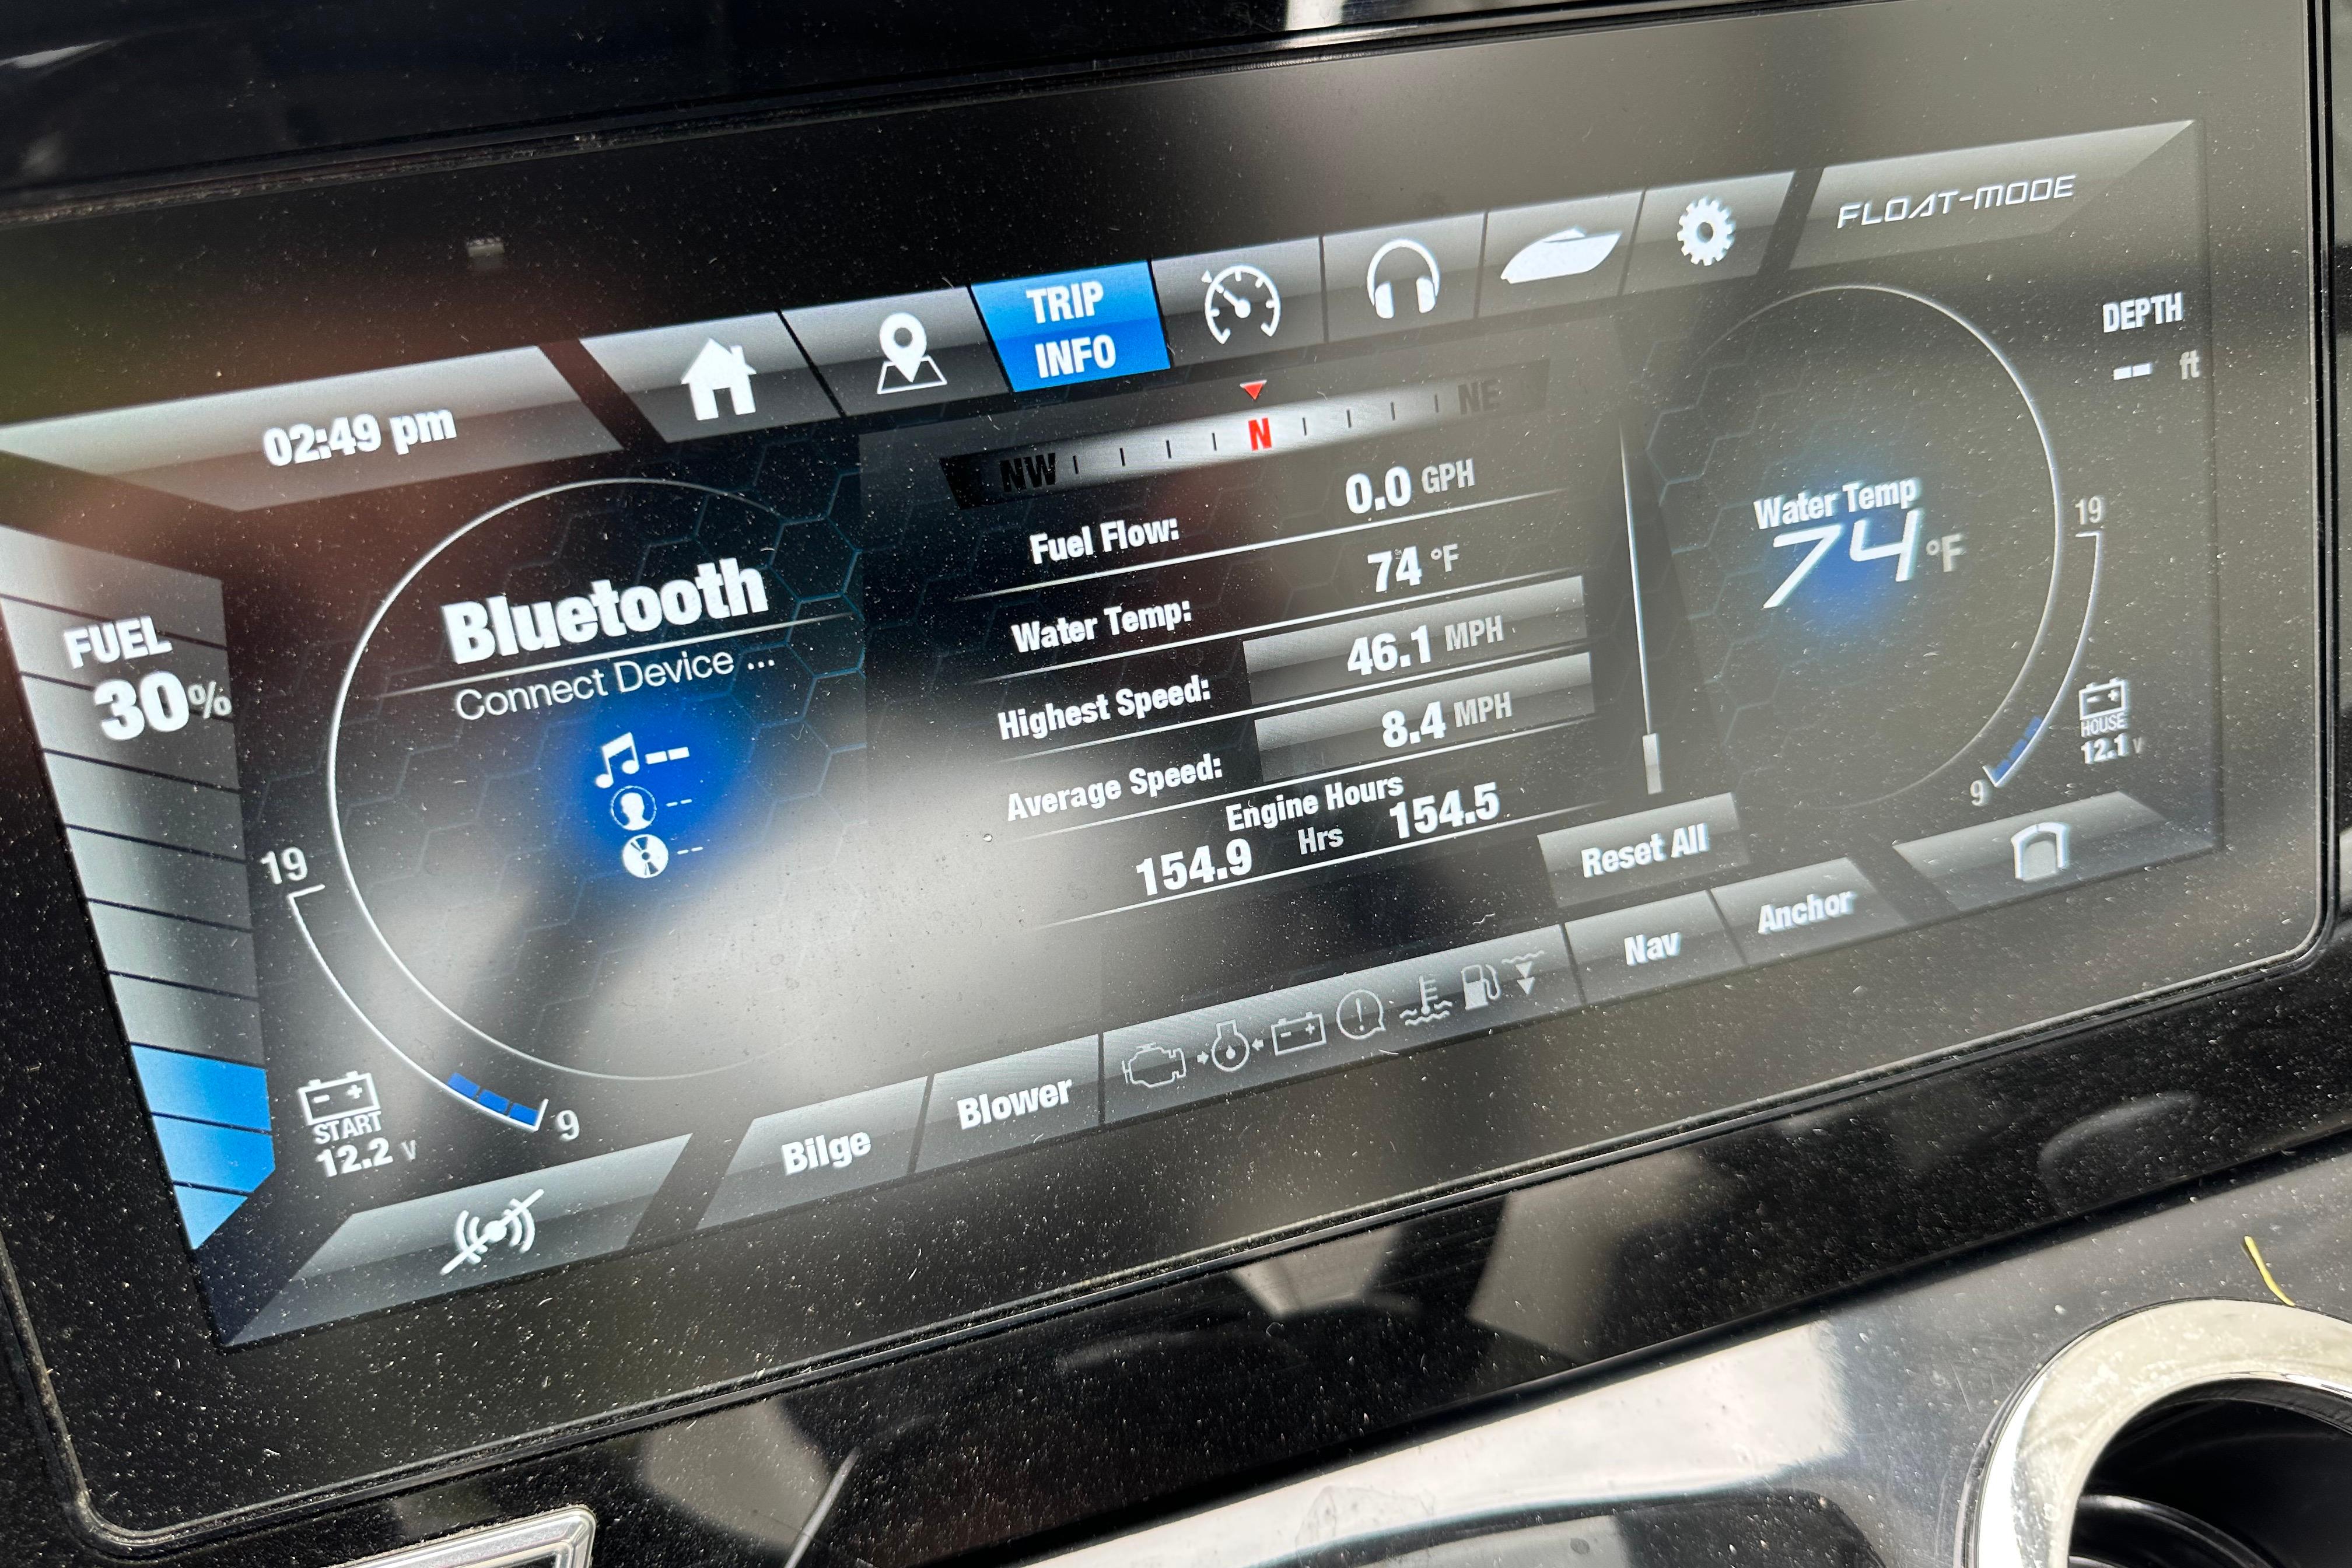 FLOAT-MODE
TRIP
INFO
02:49 pm
DEPTH
-- ft
NW N NE
FUEL
30%
Bluetooth
Connect Device ...
--
--
--
Fuel Flow: 0.0 GPH
Water Temp: 74 °F
Highest Speed: 46.1 MPH
Average Speed: 8.4 MPH
Engine Hours
154.9 Hrs 154.5
Water Temp
74 °F
19
HOUSE
12.1 V
9
19
START
12.2 V
9
Reset All
Bilge
Blower
Nav
Anchor